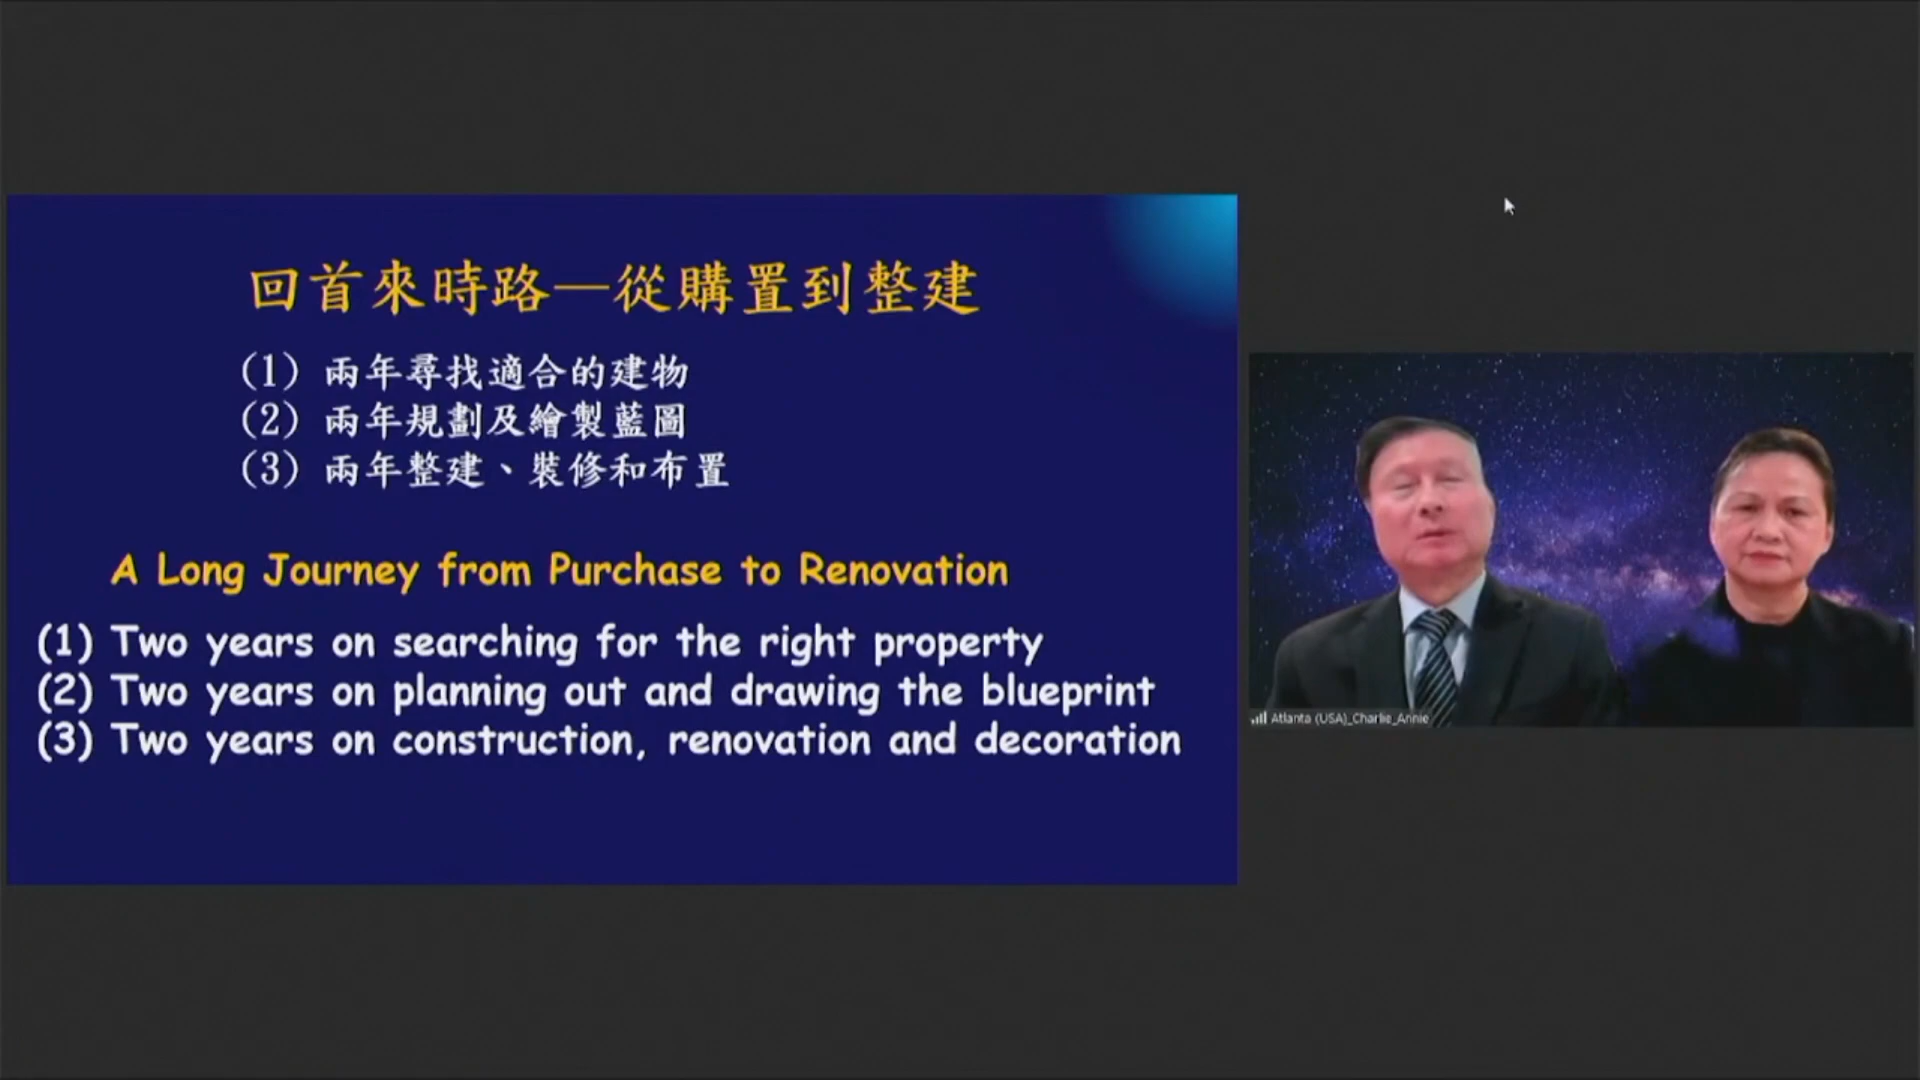 回首來時路—從購置到整建
(1) 兩年尋找適合的建物
(2) 兩年規劃及繪製藍圖
(3) 兩年整建、裝修和布置
A Long Journey from Purchase to Renovation
(1) Two years on searching for the right property
(2) Two years on planning out and drawing the blueprint
(3) Two years on construction, renovation and decoration
Atlanta (USA)_Charlie_Annie